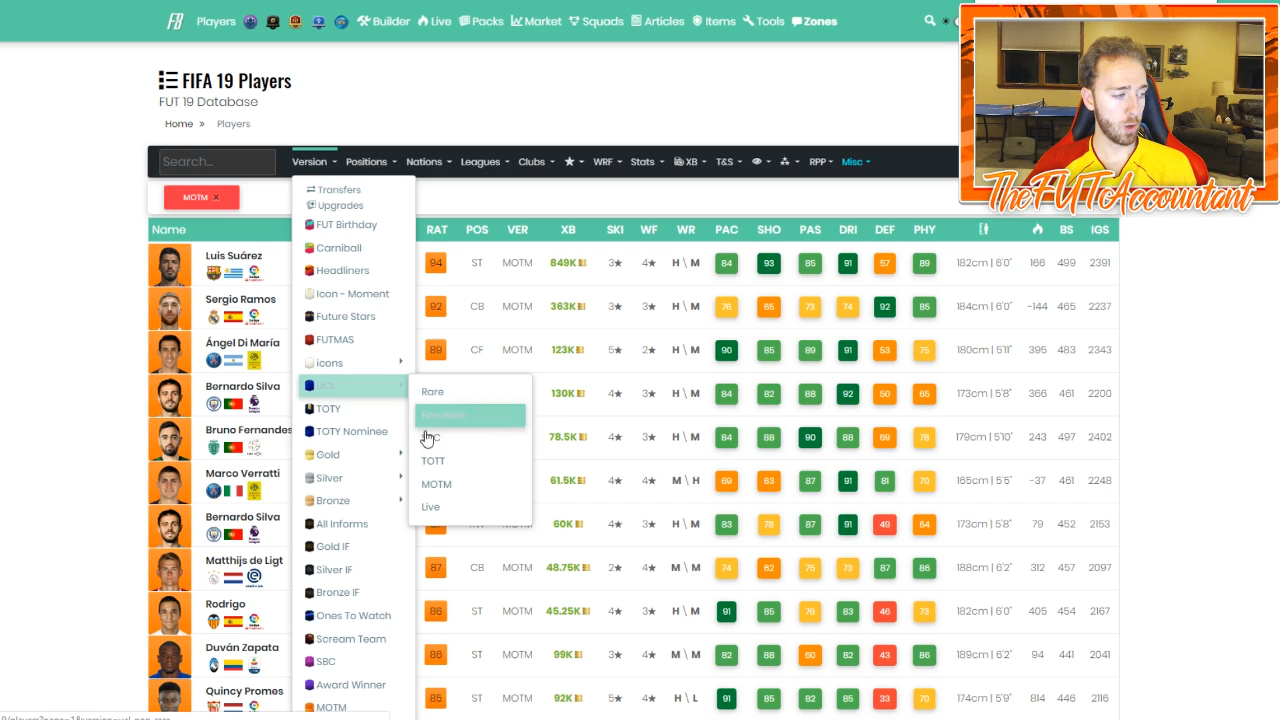 FB Players Builder Live Packs Market Squads Articles Items Tools Zones
FIFA 19 Players
FUT 19 Database
Home » Players
Search... Version Positions Nations Leagues Clubs WRF Stats XB T&S RPP Misc
MOTM ×
Name RAT POS VER XB SKI WF WR PAC SHO PAS DRI DEF PHY BS IGS
Luis Suárez 94 ST MOTM 849K 3★ 4★ H \ M 84 93 85 91 57 89 182cm | 6'0" 166 499 2391
Sergio Ramos 92 CB MOTM 363K 3★ 3★ H \ M 76 65 73 74 92 85 184cm | 6'0" -144 465 2237
Ángel Di María 89 CF MOTM 123K 5★ 2★ H \ M 90 85 89 91 53 75 180cm | 5'11" 395 483 2343
Bernardo Silva 130K 4★ 3★ H \ M 84 82 88 92 50 65 173cm | 5'8" 366 461 2200
Bruno Fernandes 78.5K 4★ 3★ H \ M 84 88 90 88 69 78 179cm | 5'10" 243 497 2402
Marco Verratti 61.5K 4★ 3★ M \ H 69 63 87 91 81 70 165cm | 5'5" -37 461 2248
Bernardo Silva 60K 4★ 3★ H \ M 83 78 87 91 49 64 173cm | 5'8" 79 452 2153
Matthijs de Ligt 87 CB MOTM 48.75K 2★ 4★ M \ M 74 62 75 73 87 86 188cm | 6'2" 312 457 2097
Rodrigo 86 ST MOTM 45.25K 4★ 3★ H \ M 91 85 76 83 46 73 182cm | 6'0" 405 454 2167
Duván Zapata 86 ST MOTM 99K 3★ 4★ M \ M 82 88 60 82 43 86 189cm | 6'2" 94 441 2041
Quincy Promes 85 ST MOTM 92K 5★ 4★ H \ L 91 85 82 85 33 70 174cm | 5'9" 814 446 2116
Transfers
Upgrades
FUT Birthday
Carniball
Headliners
Icon - Moment
Future Stars
FUTMAS
icons
UCL
TOTY
TOTY Nominee
Gold
Silver
Bronze
All Informs
Gold IF
Silver IF
Bronze IF
Ones To Watch
Scream Team
SBC
Award Winner
MOTM
Rare
TOTT
MOTM
Live
TheFUTAccountant